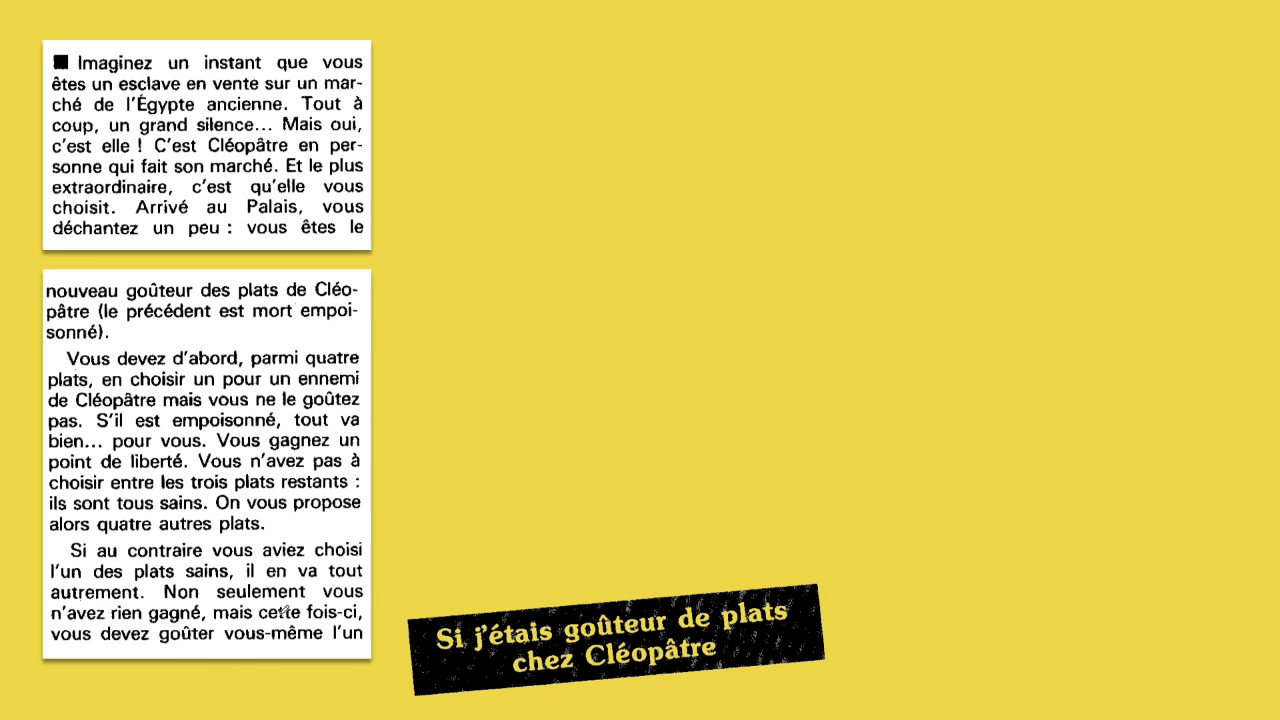 ■ Imaginez un instant que vous
êtes un esclave en vente sur un mar-
ché de l'Égypte ancienne. Tout à
coup, un grand silence... Mais oui,
c'est elle ! C'est Cléopâtre en per-
sonne qui fait son marché. Et le plus
extraordinaire, c'est qu'elle vous
choisit. Arrivé au Palais, vous
déchantez un peu : vous êtes le
nouveau goûteur des plats de Cléo-
pâtre (le précédent est mort empoi-
sonné).
Vous devez d'abord, parmi quatre
plats, en choisir un pour un ennemi
de Cléopâtre mais vous ne le goûtez
pas. S'il est empoisonné, tout va
bien... pour vous. Vous gagnez un
point de liberté. Vous n'avez pas à
choisir entre les trois plats restants :
ils sont tous sains. On vous propose
alors quatre autres plats.
Si au contraire vous aviez choisi
l'un des plats sains, il en va tout
autrement. Non seulement vous
n'avez rien gagné, mais cette fois-ci,
vous devez goûter vous-même l'un
Si j'étais goûteur de plats
chez Cléopâtre